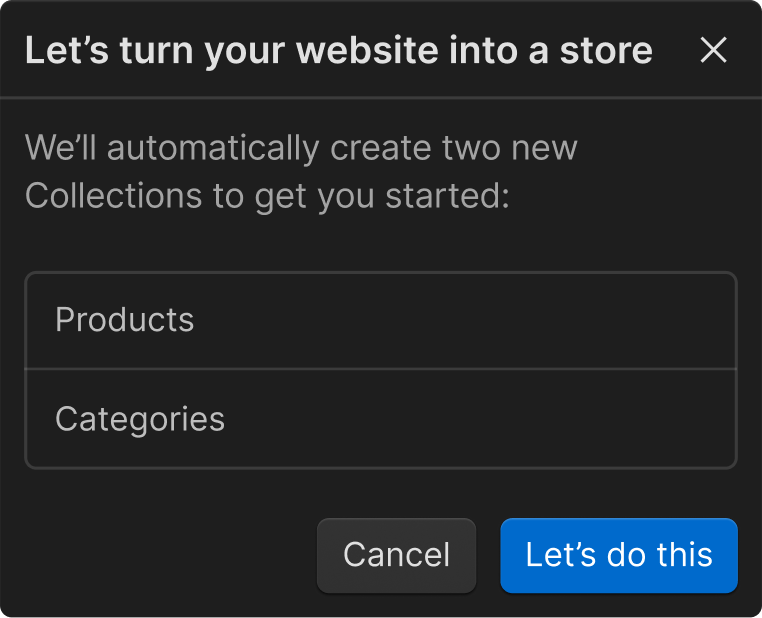 Let’s turn your website into a store
We’ll automatically create two new
Collections to get you started:
Products
Categories
Cancel
Let’s do this